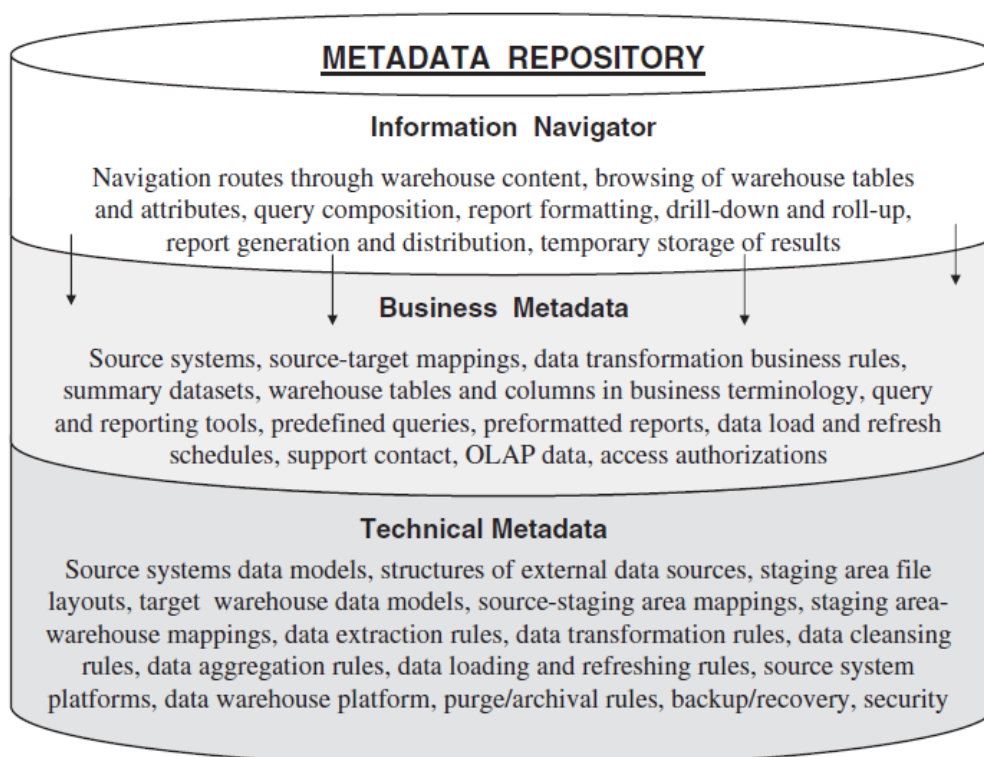 METADATA REPOSITORY
Information Navigator
Navigation routes through warehouse content, browsing of warehouse tables
and attributes, query composition, report formatting, drill-down and roll-up,
report generation and distribution, temporary storage of results
Business Metadata
Source systems, source-target mappings, data transformation business rules,
summary datasets, warehouse tables and columns in business terminology, query
and reporting tools, predefined queries, preformatted reports, data load and refresh
schedules, support contact, OLAP data, access authorizations
Technical Metadata
Source systems data models, structures of external data sources, staging area file
layouts, target warehouse data models, source-staging area mappings, staging area-
warehouse mappings, data extraction rules, data transformation rules, data cleansing
rules, data aggregation rules, data loading and refreshing rules, source system
platforms, data warehouse platform, purge/archival rules, backup/recovery, security